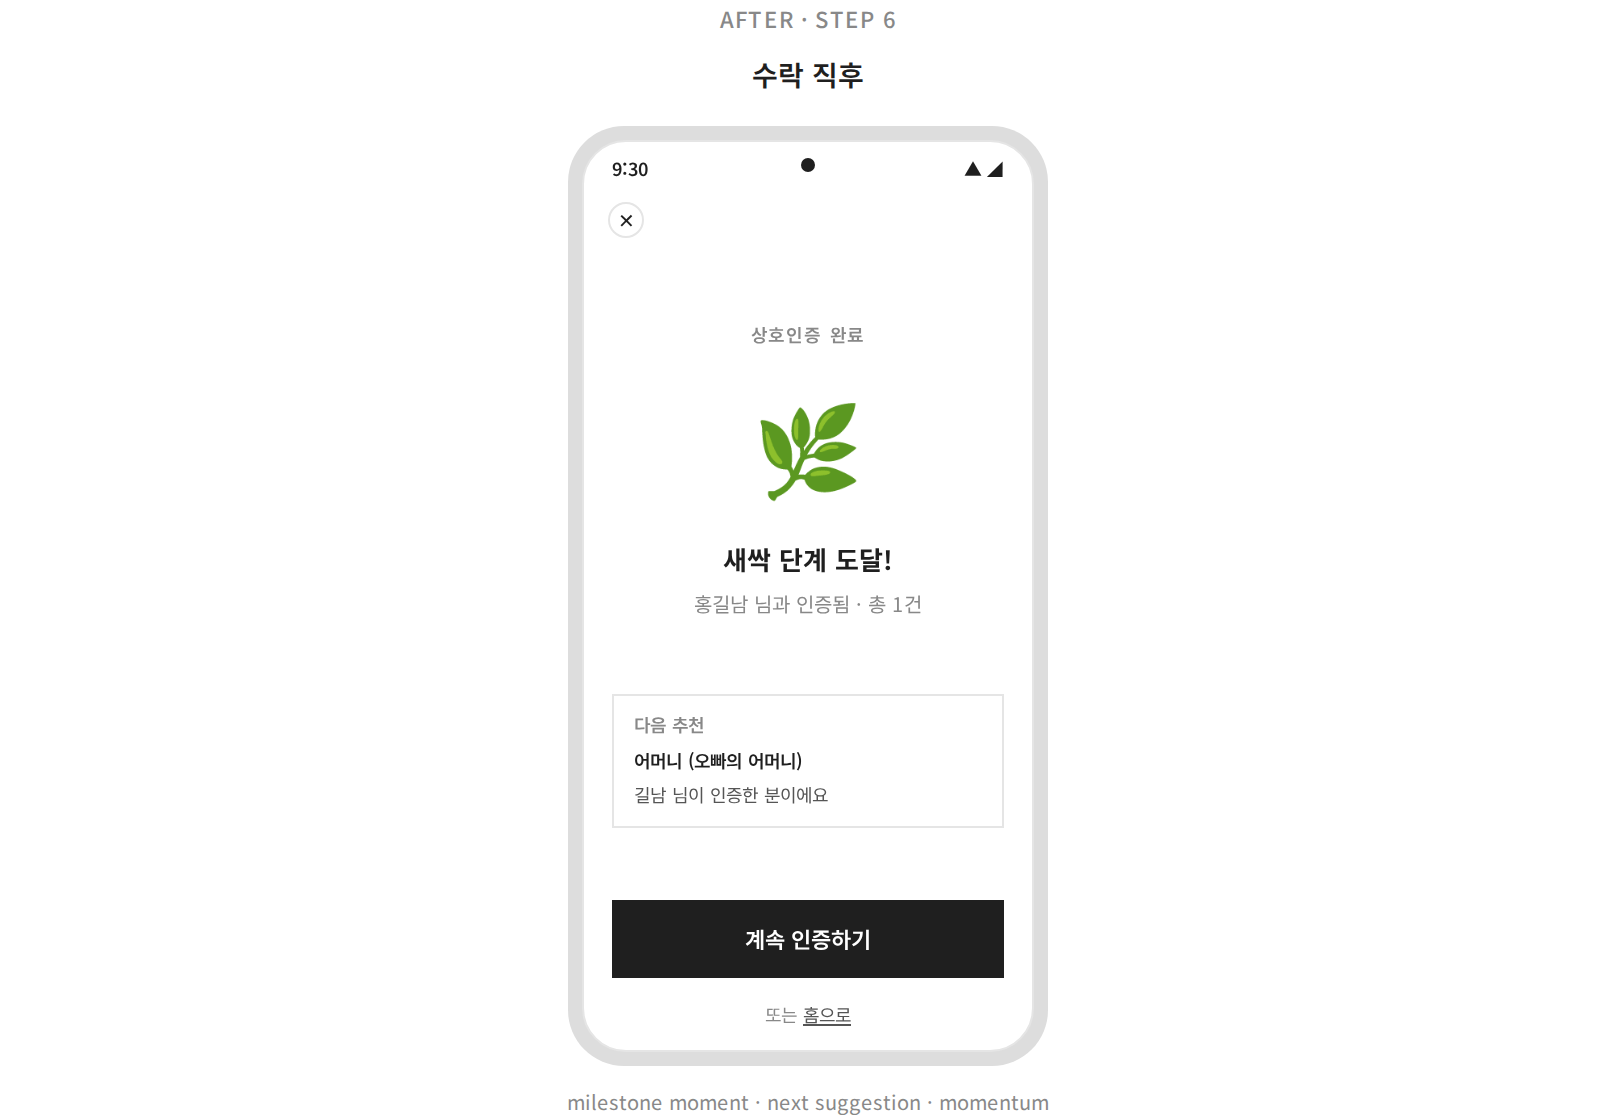 AFTER · STEP 6
수락 직후
9:30
상호인증 완료
새싹 단계 도달!
홍길남 님과 인증됨 · 총 1건
다음 추천
어머니 (오빠의 어머니)
길남 님이 인증한 분이에요
계속 인증하기
또는 홈으로
milestone moment · next suggestion · momentum